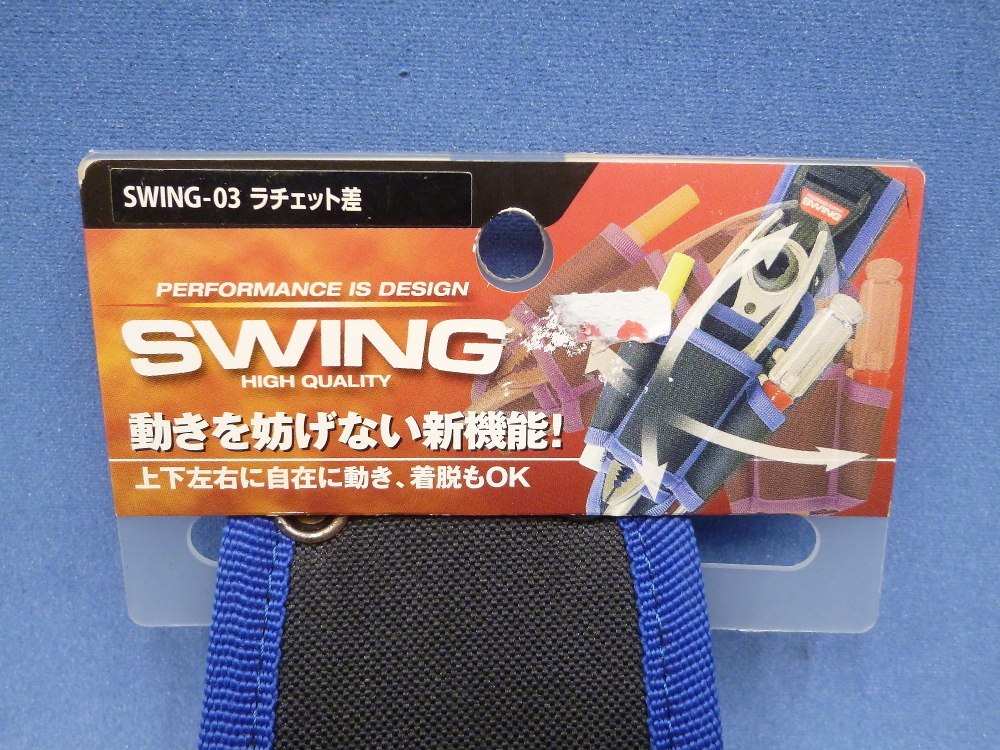 SWING-03 ラチェット差
PERFORMANCE IS DESIGN
SWING
HIGH QUALITY
動きを妨げない新機能!
上下左右に自在に動き、着脱もOK
SWING